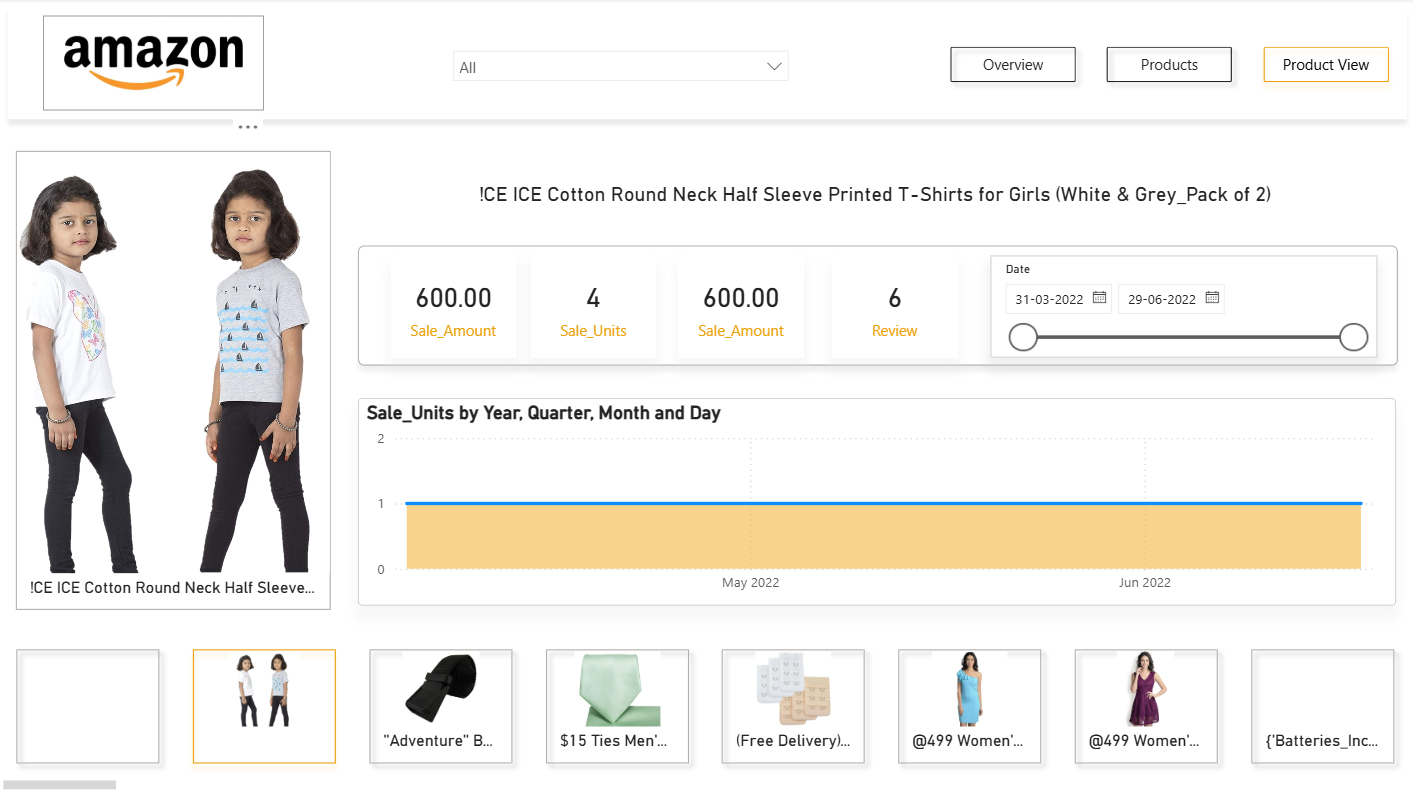 amazon
All
Overview
Products
Product View
...
!CE ICE Cotton Round Neck Half Sleeve Printed T-Shirts for Girls (White & Grey_Pack of 2)
600.00
Sale_Amount
4
Sale_Units
600.00
Sale_Amount
6
Review
Date
31-03-2022
29-06-2022
!CE ICE Cotton Round Neck Half Sleeve...
Sale_Units by Year, Quarter, Month and Day
2
1
0
May 2022
Jun 2022
"Adventure" B...
$15 Ties Men'...
(Free Delivery)...
@499 Women'...
@499 Women'...
{'Batteries_Inc...